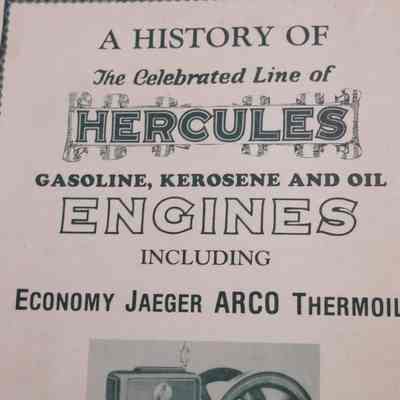 A HISTORY OF
The Celebrated Line of
HERCULES
GASOLINE, KEROSENE AND OIL
ENGINES
INCLUDING
ECONOMY JAEGER ARCO THERMOIL